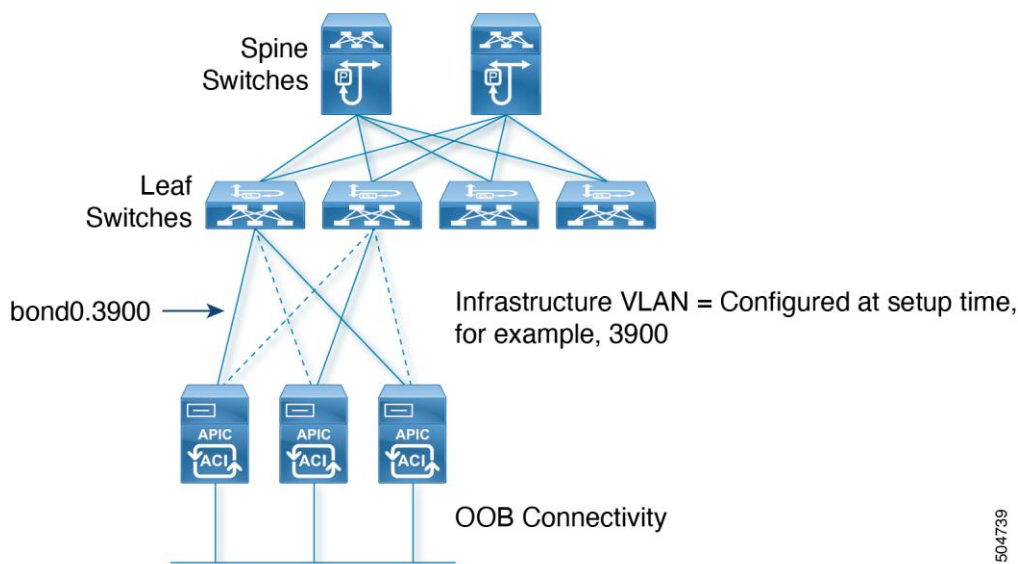 Spine
Switches
P
P
Leaf
Switches
bond0.3900
Infrastructure VLAN = Configured at setup time,
for example, 3900
APIC
ACI
APIC
ACI
APIC
ACI
OOB Connectivity
504739